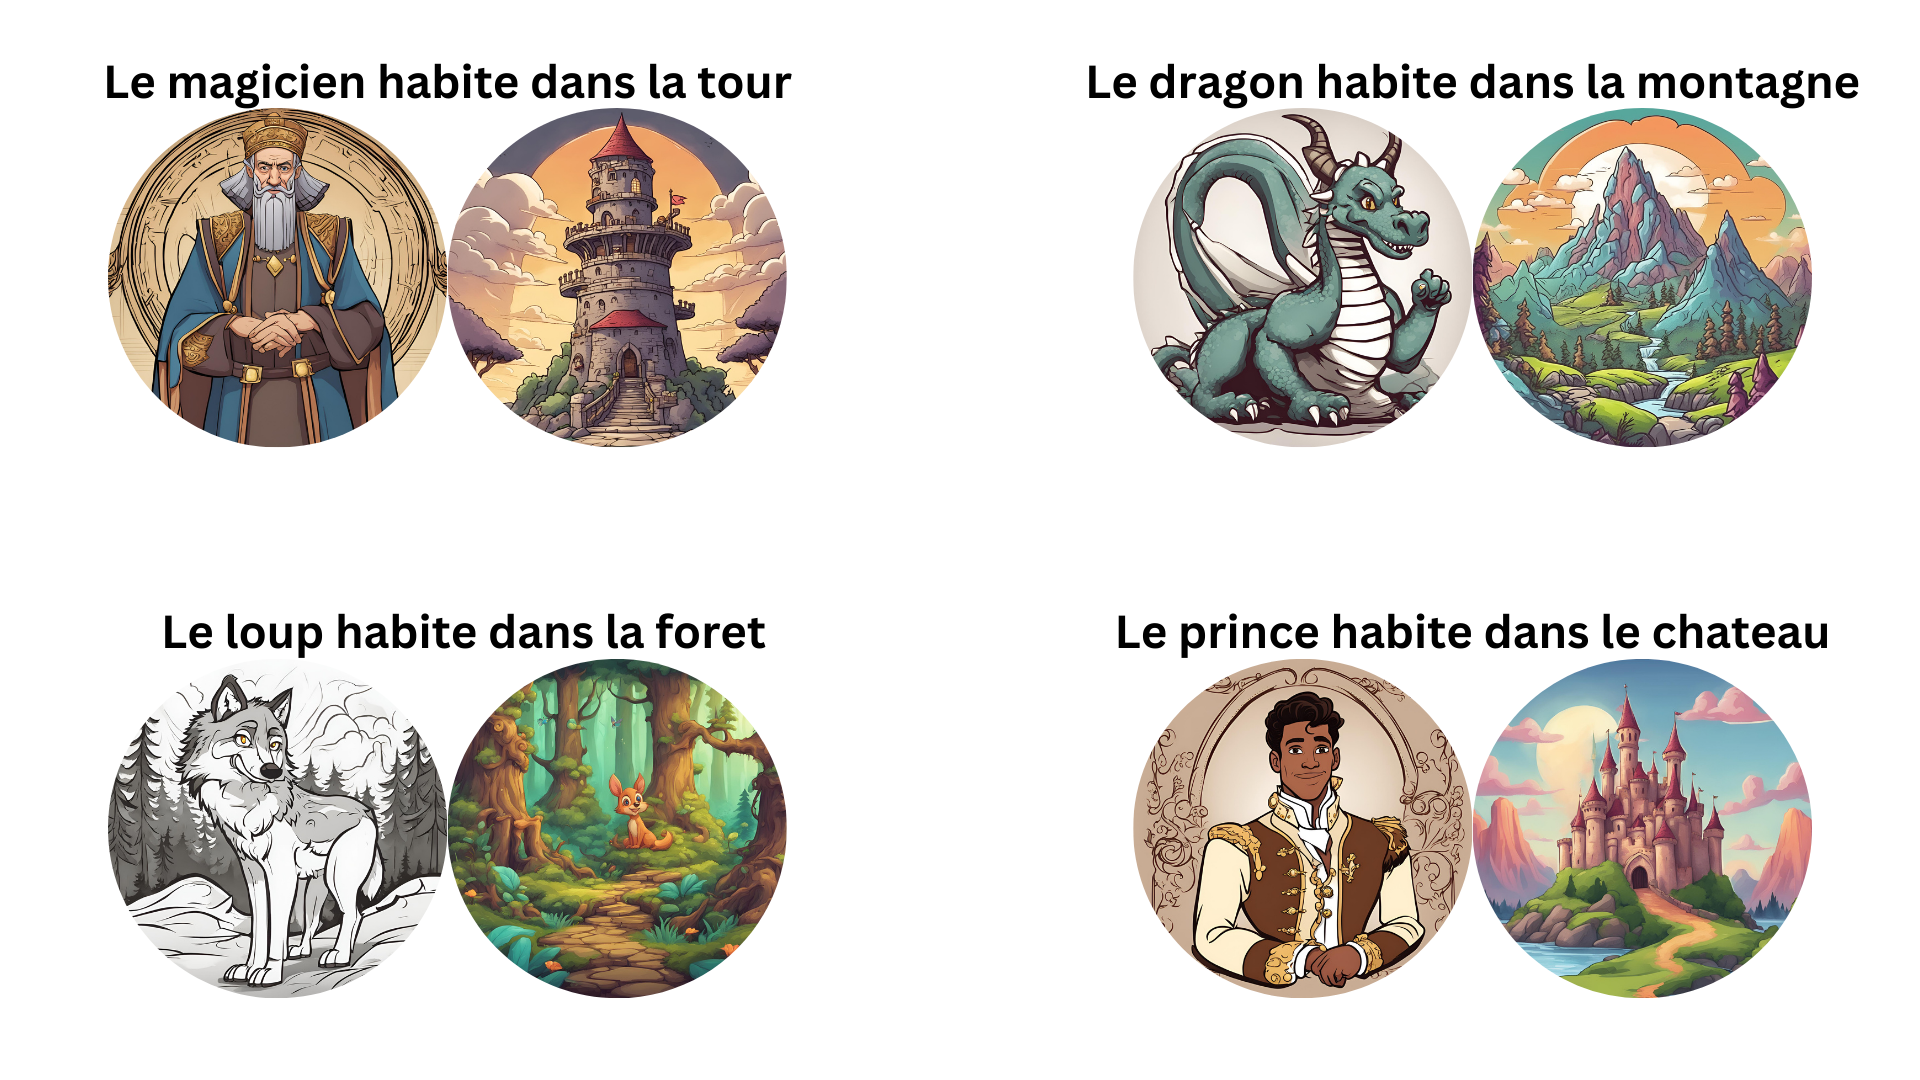 Le magicien habite dans la tour
Le dragon habite dans la montagne
Le loup habite dans la foret
Le prince habite dans le chateau